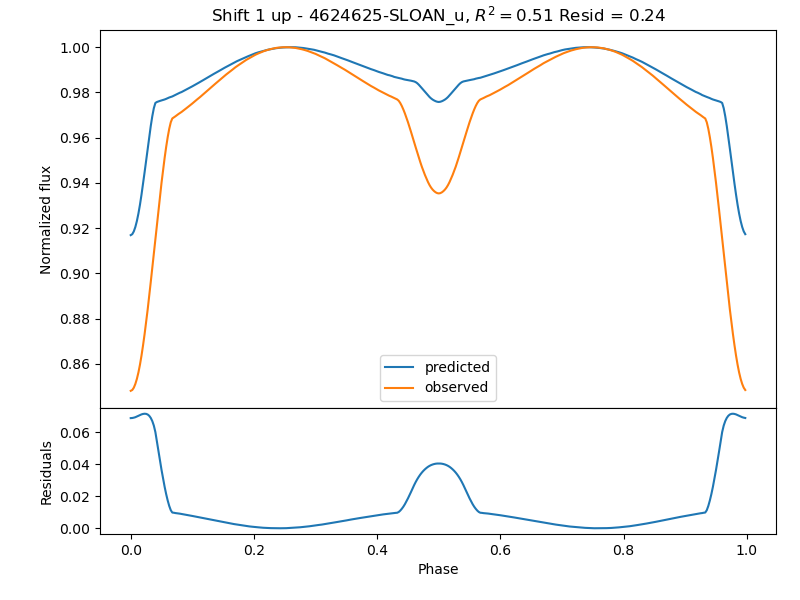 Shift 1 up - 4624625-SLOAN_u, R² = 0.51 Resid = 0.24
1.00
0.98
0.96
0.94
0.92
0.90
0.88
0.86
Normalized flux
predicted
observed
0.06
0.04
0.02
0.00
Residuals
0.0 0.2 0.4 0.6 0.8 1.0
Phase